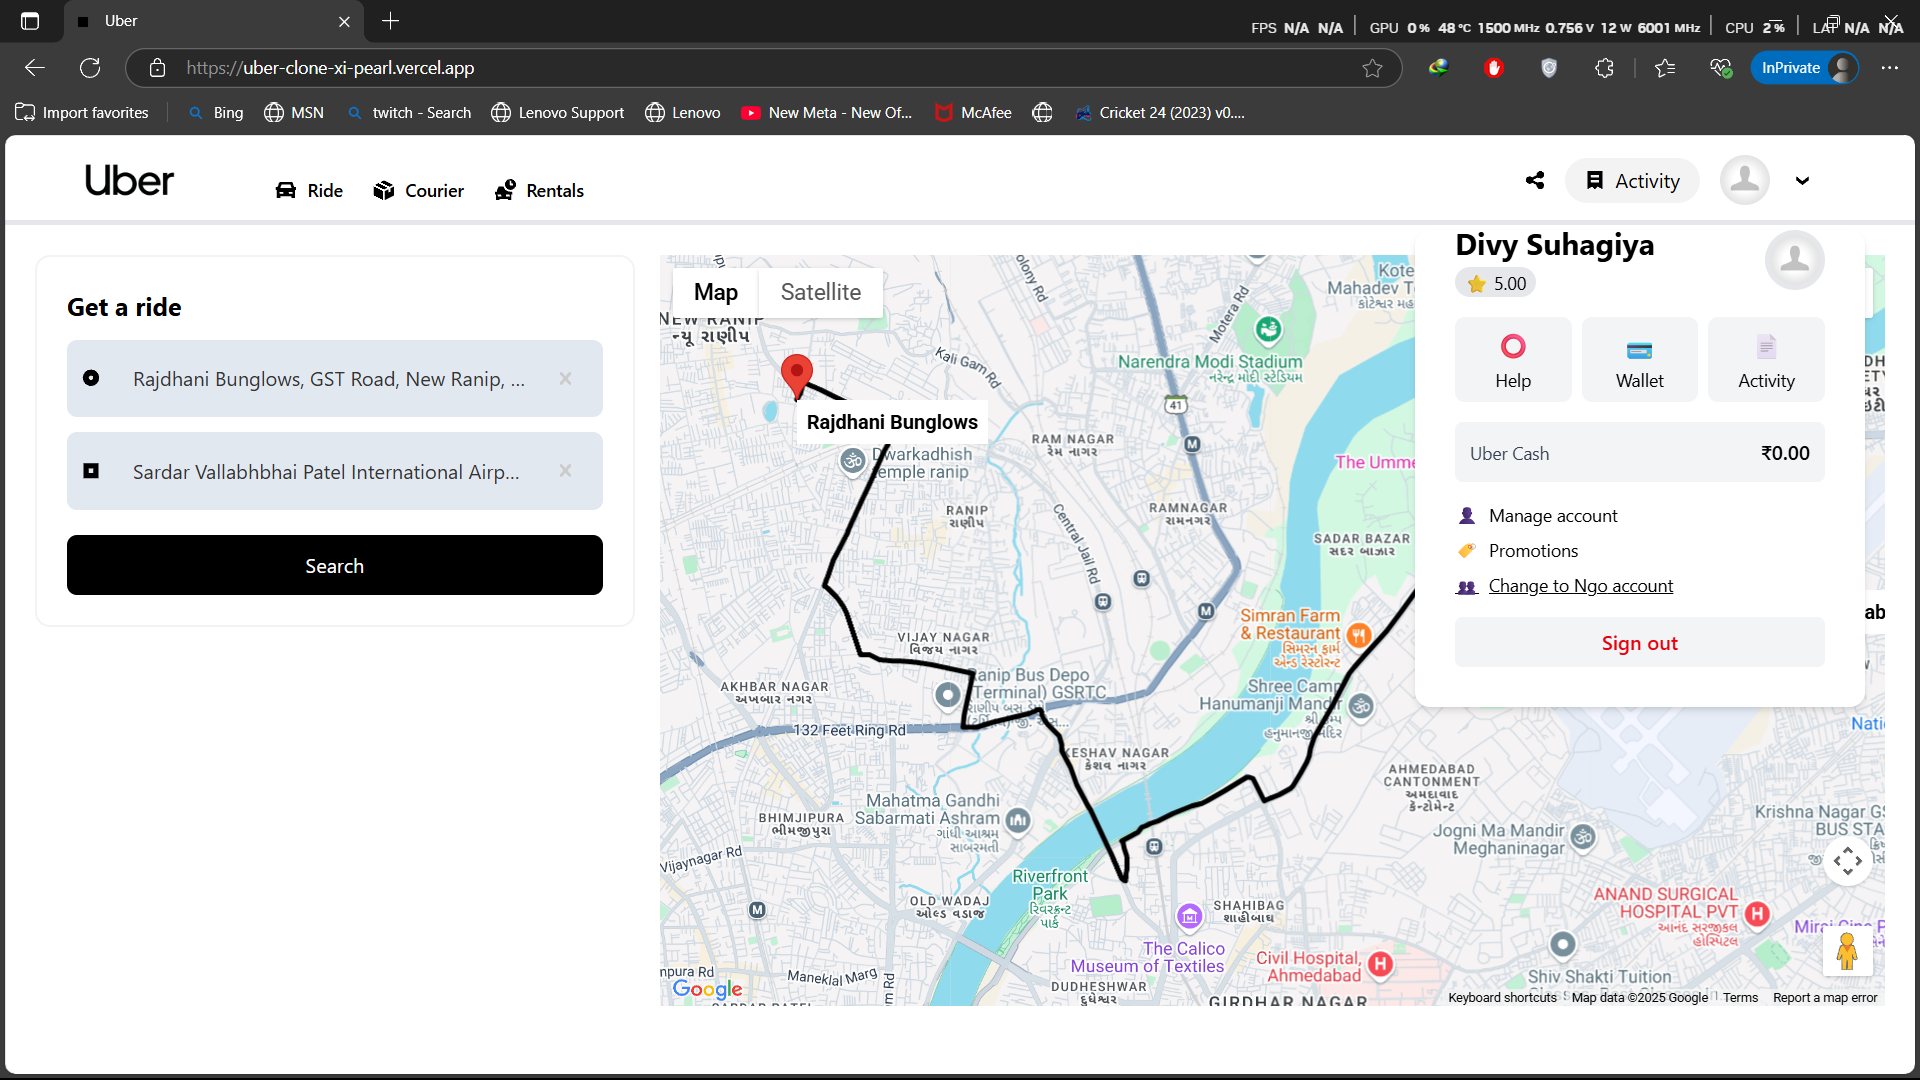 Uber
FPS N/A N/A GPU 0% 48°C 1500 MHz 0.756 V 12 W 6001 MHz CPU 2% LAT N/A N/A
https://uber-clone-xi-pearl.vercel.app
InPrivate
Import favorites
Bing
MSN
twitch - Search
Lenovo Support
Lenovo
New Meta - New Of...
McAfee
Cricket 24 (2023) v0....
Uber
Ride
Courier
Rentals
Activity
Get a ride
Rajdhani Bunglows, GST Road, New Ranip, ...
Sardar Vallabhbhai Patel International Airp...
Search
Divy Suhagiya
5.00
Help
Wallet
Activity
Uber Cash
₹0.00
Manage account
Promotions
Change to Ngo account
Sign out
Map
Satellite
NEW RANIP
ન્યૂ રાણીપ
Kali Gam Rd
Motera Rd
Narendra Modi Stadium
નરેન્દ્ર મોદી સ્ટેડિયમ
Mahadev
41
Rajdhani Bunglows
Dwarkadhish
temple ranip
RAM NAGAR
રેમ નાગર
The Umme
RANIP
રાણીપ
RAMNAGAR
રામનગર
Central Jail Rd
SADAR BAZAR
સદર બાઝાર
ab
Simran Farm
& Restaurant
સિમરન ફાર્મ
એન્ડ રેસ્ટોરન્ટ
VIJAY NAGAR
વિજય નાગર
AKHBAR NAGAR
અખબાર નગર
Ranip Bus Depo
(Terminal) GSRTC
Shree Camp
Hanumanji Mandir
શ્રી કેમ્પ
હનુમાનજી મંદિર
132 Feet Ring Rd
KESHAV NAGAR
કેશવ નાગર
AHMEDABAD
CANTONMENT
અમદાવાદ
કેન્ટોમેન્ટ
Mahatma Gandhi
Sabarmati Ashram
ગાંધી આશ્રમ
સાબરમતી
BHIMJIPURA
ભીમજીપુરા
Vijaynagar Rd
Jogni Ma Mandir
Meghaninagar
Krishna Nagar
BUS STA
Riverfront
Park
રિવરફ્રન્ટ
પાર્ક
OLD WADAJ
ઓલ્ડ વડાજ
SHAHIBAG
શાહીબાઘ
The Calico
Museum of Textiles
ANAND SURGICAL
HOSPITAL PVT
આનંદ સરજીકલ
હોસ્પિટલ
Civil Hospital,
Ahmedabad
Maneklal Marg
DUDHESHWAR
દુધેશ્વર
GIRDHAR NAGAR
Shiv Shakti Tuition
Google
Keyboard shortcuts
Map data ©2025 Google
Terms
Report a map error